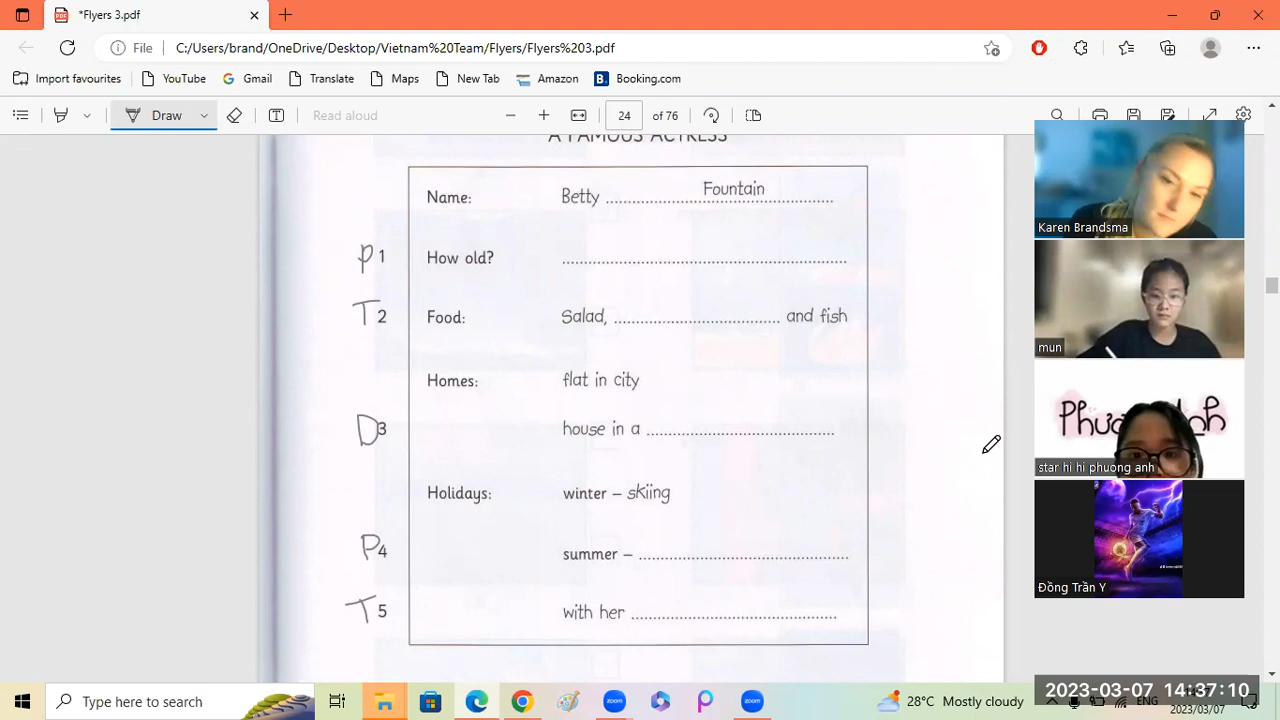 *Flyers 3.pdf
File C:/Users/brand/OneDrive/Desktop/Vietnam%20Team/Flyers/Flyers%203.pdf
Import favourites YouTube Gmail Translate Maps New Tab Amazon B. Booking.com
Draw Read aloud 24 of 76
A FAMOUS ACTRESS
Name: Betty Fountain
P 1 How old?
T 2 Food: Salad, and fish
Homes: flat in city
D 3 house in a
Holidays: winter – skiing
P 4 summer –
T 5 with her
Karen Brandsma
mun
star hi hi phuong anh
Đồng Trần Y
Type here to search
zoom
zoom
28°C Mostly cloudy
ENG
2023-03-07 14:37:10
2023/03/07